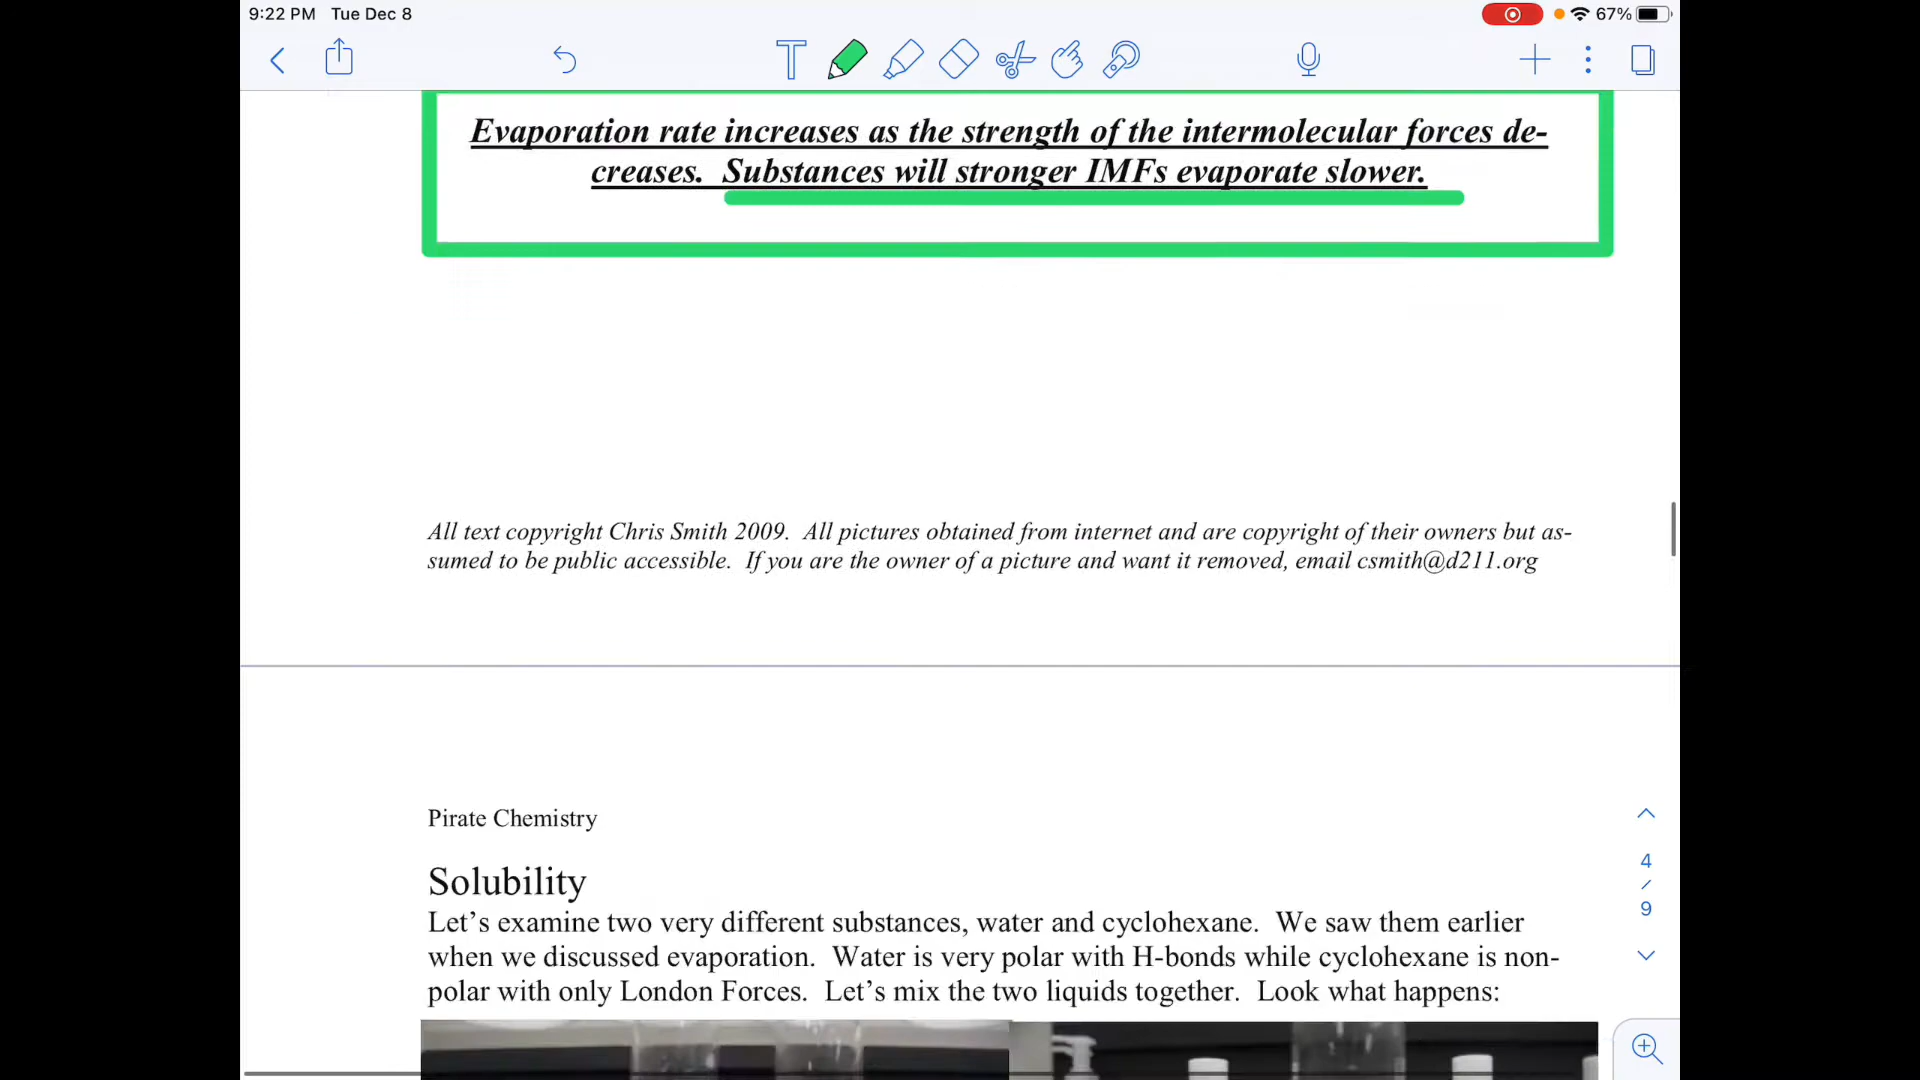 9:22 PM Tue Dec 8
67%
T
Evaporation rate increases as the strength of the intermolecular forces de-
creases. Substances will stronger IMFs evaporate slower.
All text copyright Chris Smith 2009. All pictures obtained from internet and are copyright of their owners but as-
sumed to be public accessible. If you are the owner of a picture and want it removed, email csmith@d211.org
Pirate Chemistry
Solubility
Let's examine two very different substances, water and cyclohexane. We saw them earlier
when we discussed evaporation. Water is very polar with H-bonds while cyclohexane is non-
polar with only London Forces. Let's mix the two liquids together. Look what happens:
4
/
9